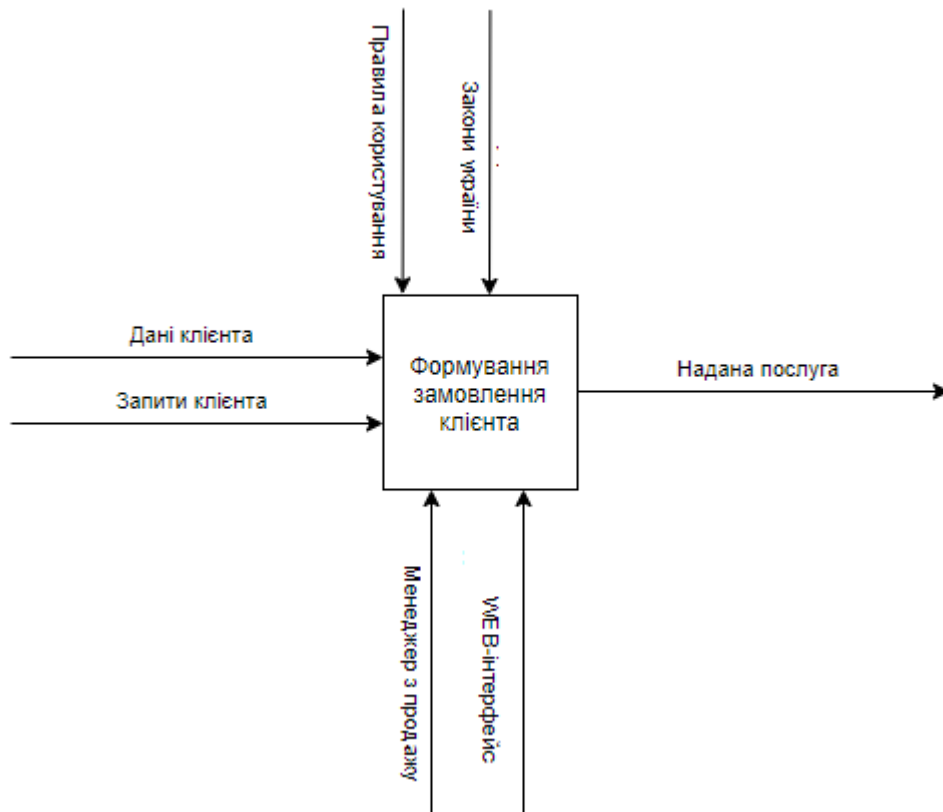 Правила користування
Закони україни
Дані клієнта
Запити клієнта
Формування
замовлення
клієнта
Надана послуга
Менеджер з продажу
WEB-інтерфейс